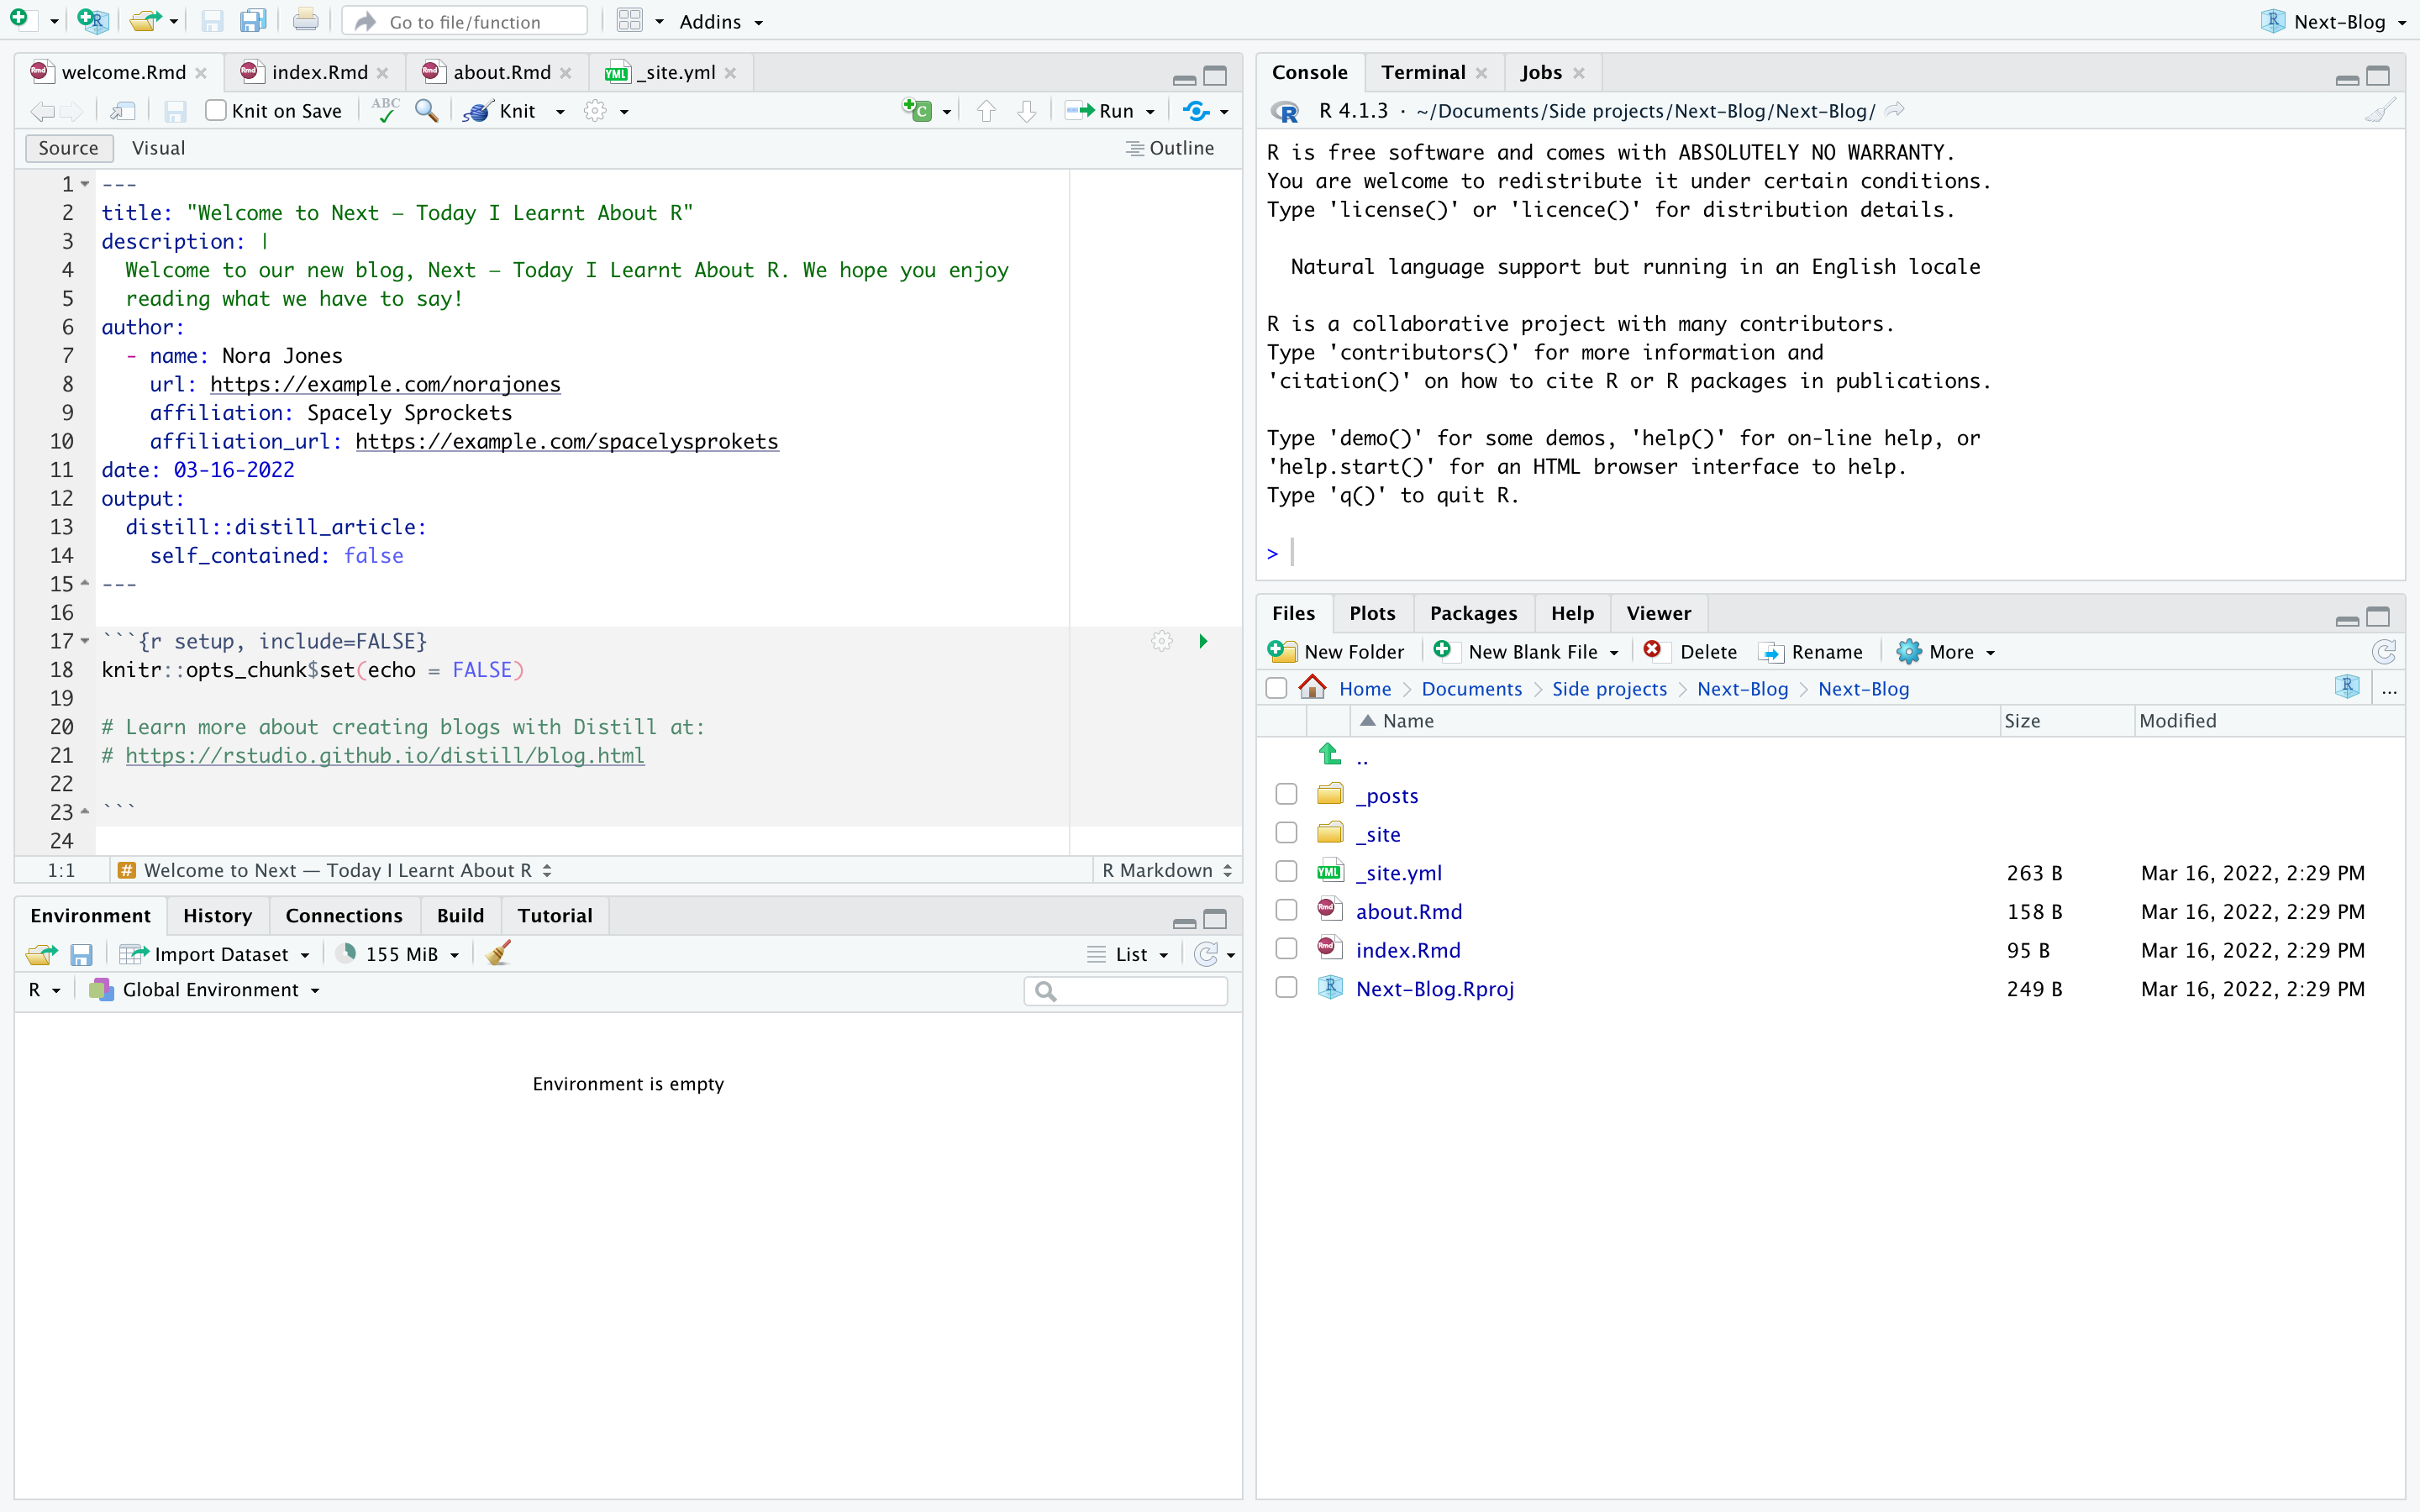 Go to file/function
Addins
Next-Blog
welcome.Rmd
index.Rmd
about.Rmd
_site.yml
Knit on Save
ABC
Knit
Run
Source
Visual
Outline
1 ---
2 title: "Welcome to Next — Today I Learnt About R"
3 description: |
4 Welcome to our new blog, Next — Today I Learnt About R. We hope you enjoy
5 reading what we have to say!
6 author:
7 - name: Nora Jones
8 url: https://example.com/norajones
9 affiliation: Spacely Sprockets
10 affiliation_url: https://example.com/spacelysprokets
11 date: 03-16-2022
12 output:
13 distill::distill_article:
14 self_contained: false
15 ---
16
17 ```{r setup, include=FALSE}
18 knitr::opts_chunk$set(echo = FALSE)
19
20 # Learn more about creating blogs with Distill at:
21 # https://rstudio.github.io/distill/blog.html
22
23 ```
24
1:1
Welcome to Next — Today I Learnt About R
R Markdown
Environment
History
Connections
Build
Tutorial
Import Dataset
155 MiB
List
R
Global Environment
Environment is empty
Console
Terminal
Jobs
R 4.1.3 · ~/Documents/Side projects/Next-Blog/Next-Blog/
R is free software and comes with ABSOLUTELY NO WARRANTY.
You are welcome to redistribute it under certain conditions.
Type 'license()' or 'licence()' for distribution details.
Natural language support but running in an English locale
R is a collaborative project with many contributors.
Type 'contributors()' for more information and
'citation()' on how to cite R or R packages in publications.
Type 'demo()' for some demos, 'help()' for on-line help, or
'help.start()' for an HTML browser interface to help.
Type 'q()' to quit R.
>
Files
Plots
Packages
Help
Viewer
New Folder
New Blank File
Delete
Rename
More
Home
Documents
Side projects
Next-Blog
Next-Blog
...
Name
Size
Modified
..
_posts
_site
_site.yml 263 B Mar 16, 2022, 2:29 PM
about.Rmd 158 B Mar 16, 2022, 2:29 PM
index.Rmd 95 B Mar 16, 2022, 2:29 PM
Next-Blog.Rproj 249 B Mar 16, 2022, 2:29 PM